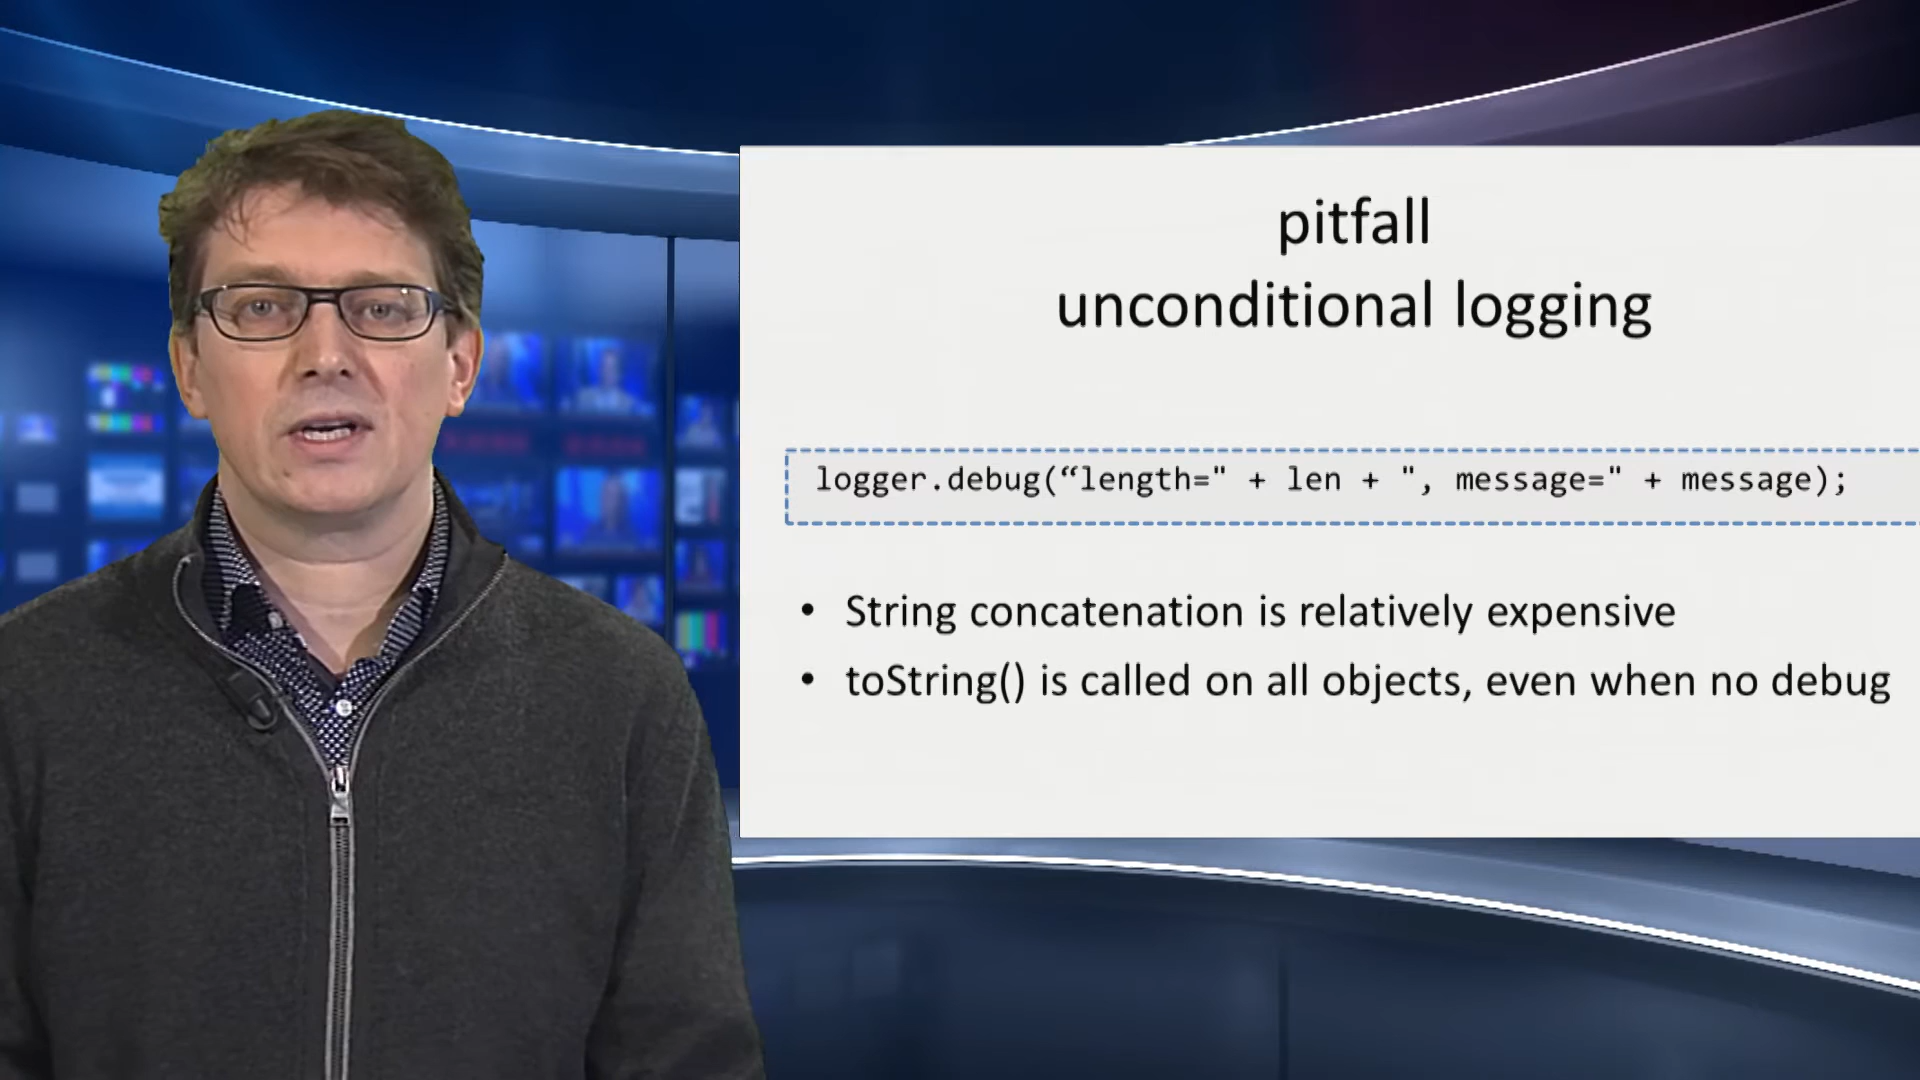 pitfall
unconditional logging
logger.debug(“length=" + len + ", message=" + message);
• String concatenation is relatively expensive
• toString() is called on all objects, even when no debug